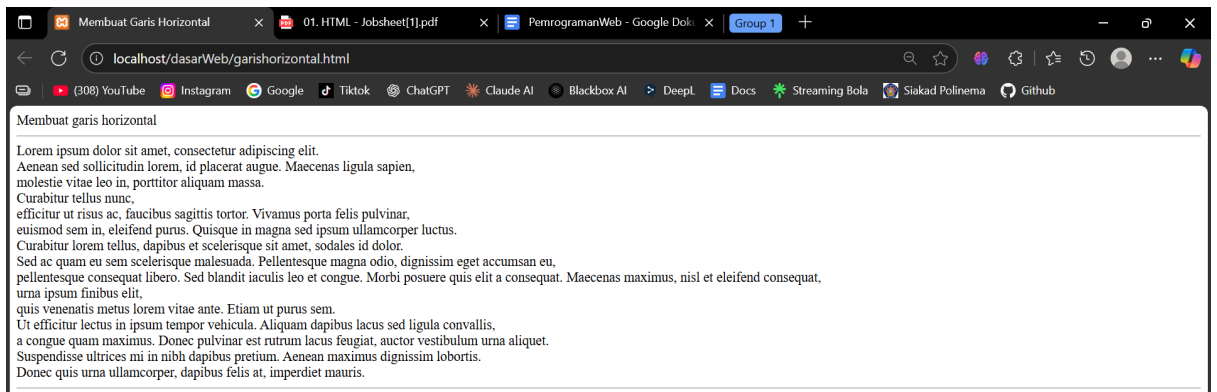 Membuat Garis Horizontal
01. HTML - Jobsheet[1].pdf
PemrogramanWeb - Google Doku
Group 1
localhost/dasarWeb/garishorizontal.html
(308) YouTube
Instagram
Google
Tiktok
ChatGPT
Claude AI
Blackbox AI
DeepL
Docs
Streaming Bola
Siakad Polinema
Github
Membuat garis horizontal
Lorem ipsum dolor sit amet, consectetur adipiscing elit.
Aenean sed sollicitudin lorem, id placerat augue. Maecenas ligula sapien,
molestie vitae leo in, porttitor aliquam massa.
Curabitur tellus nunc,
efficitur ut risus ac, faucibus sagittis tortor. Vivamus porta felis pulvinar,
euismod sem in, eleifend purus. Quisque in magna sed ipsum ullamcorper luctus.
Curabitur lorem tellus, dapibus et scelerisque sit amet, sodales id dolor.
Sed ac quam eu sem scelerisque malesuada. Pellentesque magna odio, dignissim eget accumsan eu,
pellentesque consequat libero. Sed blandit iaculis leo et congue. Morbi posuere quis elit a consequat. Maecenas maximus, nisl et eleifend consequat,
urna ipsum finibus elit,
quis venenatis metus lorem vitae ante. Etiam ut purus sem.
Ut efficitur lectus in ipsum tempor vehicula. Aliquam dapibus lacus sed ligula convallis,
a congue quam maximus. Donec pulvinar est rutrum lacus feugiat, auctor vestibulum urna aliquet.
Suspendisse ultrices mi in nibh dapibus pretium. Aenean maximus dignissim lobortis.
Donec quis urna ullamcorper, dapibus felis at, imperdiet mauris.